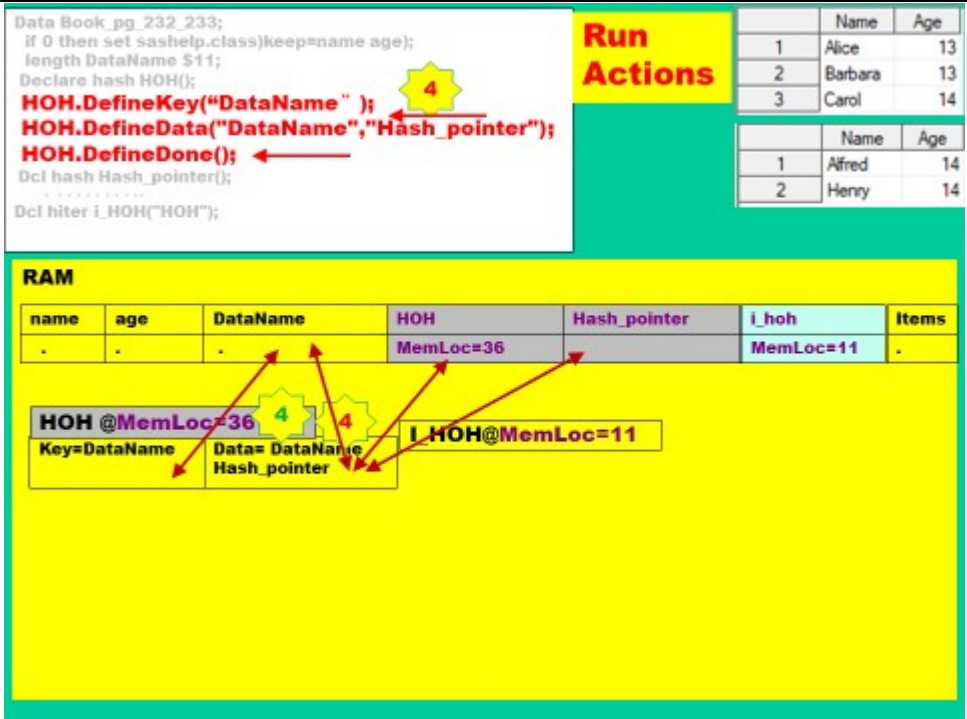 Data Book_pg_232_233;
if 0 then set sashelp.class)keep=name age);
length DataName $11;
Declare hash HOH();
HOH.DefineKey(“DataName¨ );
HOH.DefineData("DataName","Hash_pointer");
HOH.DefineDone();
Dcl hash Hash_pointer();
. . . . . . . . . . .
Dcl hiter i_HOH("HOH");
4
Run
Actions
Name Age
1 Alice 13
2 Barbara 13
3 Carol 14
Name Age
1 Alfred 14
2 Henry 14
RAM
name age DataName HOH Hash_pointer i_hoh Items
. . . MemLoc=36 MemLoc=11 .
HOH @MemLoc=36 4 4
I_HOH@MemLoc=11
Key=DataName Data= DataName
Hash_pointer